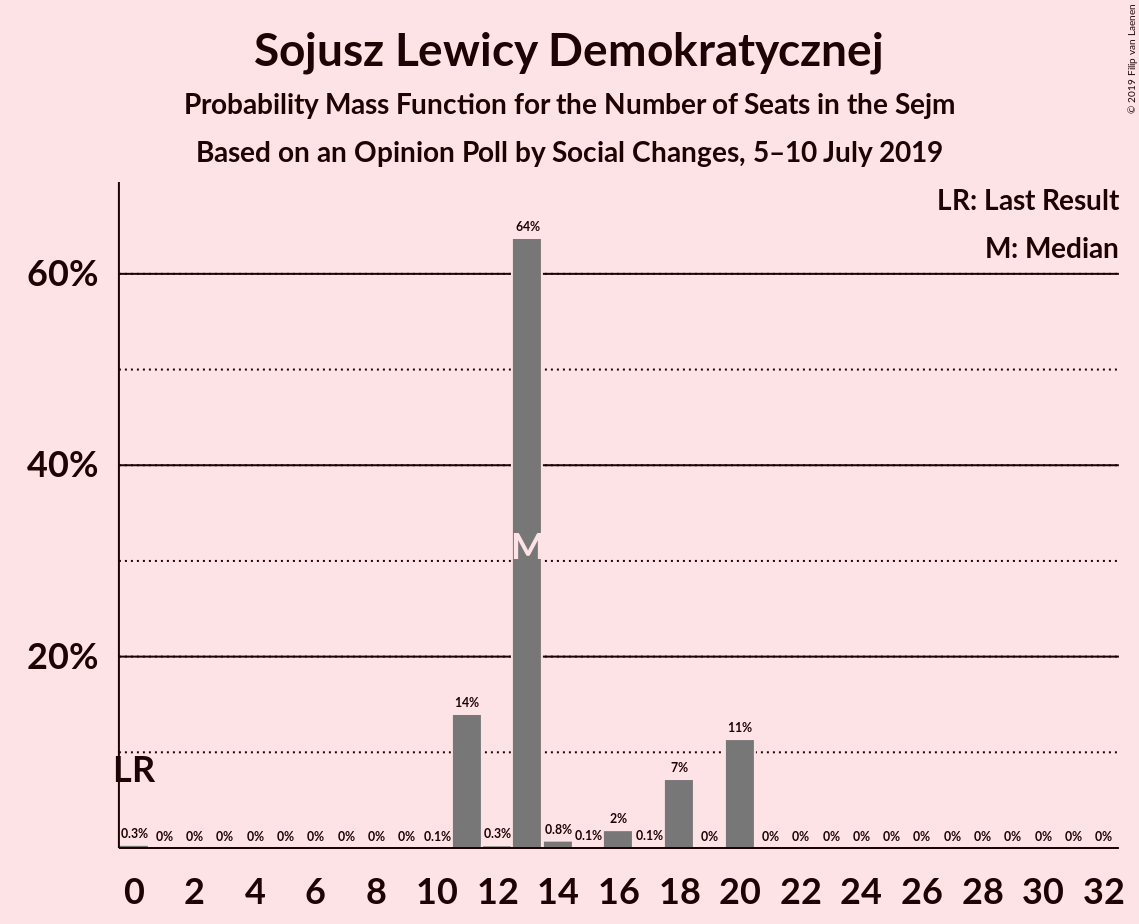 Sojusz Lewicy Demokratycznej
Probability Mass Function for the Number of Seats in the Sejm
Based on an Opinion Poll by Social Changes, 5–10 July 2019
© 2019 Filip van Laenen
LR: Last Result
M: Median
60%
40%
20%
LR
M
0.3% 0% 0% 0% 0% 0% 0% 0% 0% 0% 0.1% 14% 0.3% 64% 0.8% 0.1% 2% 0.1% 7% 0% 11% 0% 0% 0% 0% 0% 0% 0% 0% 0% 0% 0% 0%
0 2 4 6 8 10 12 14 16 18 20 22 24 26 28 30 32